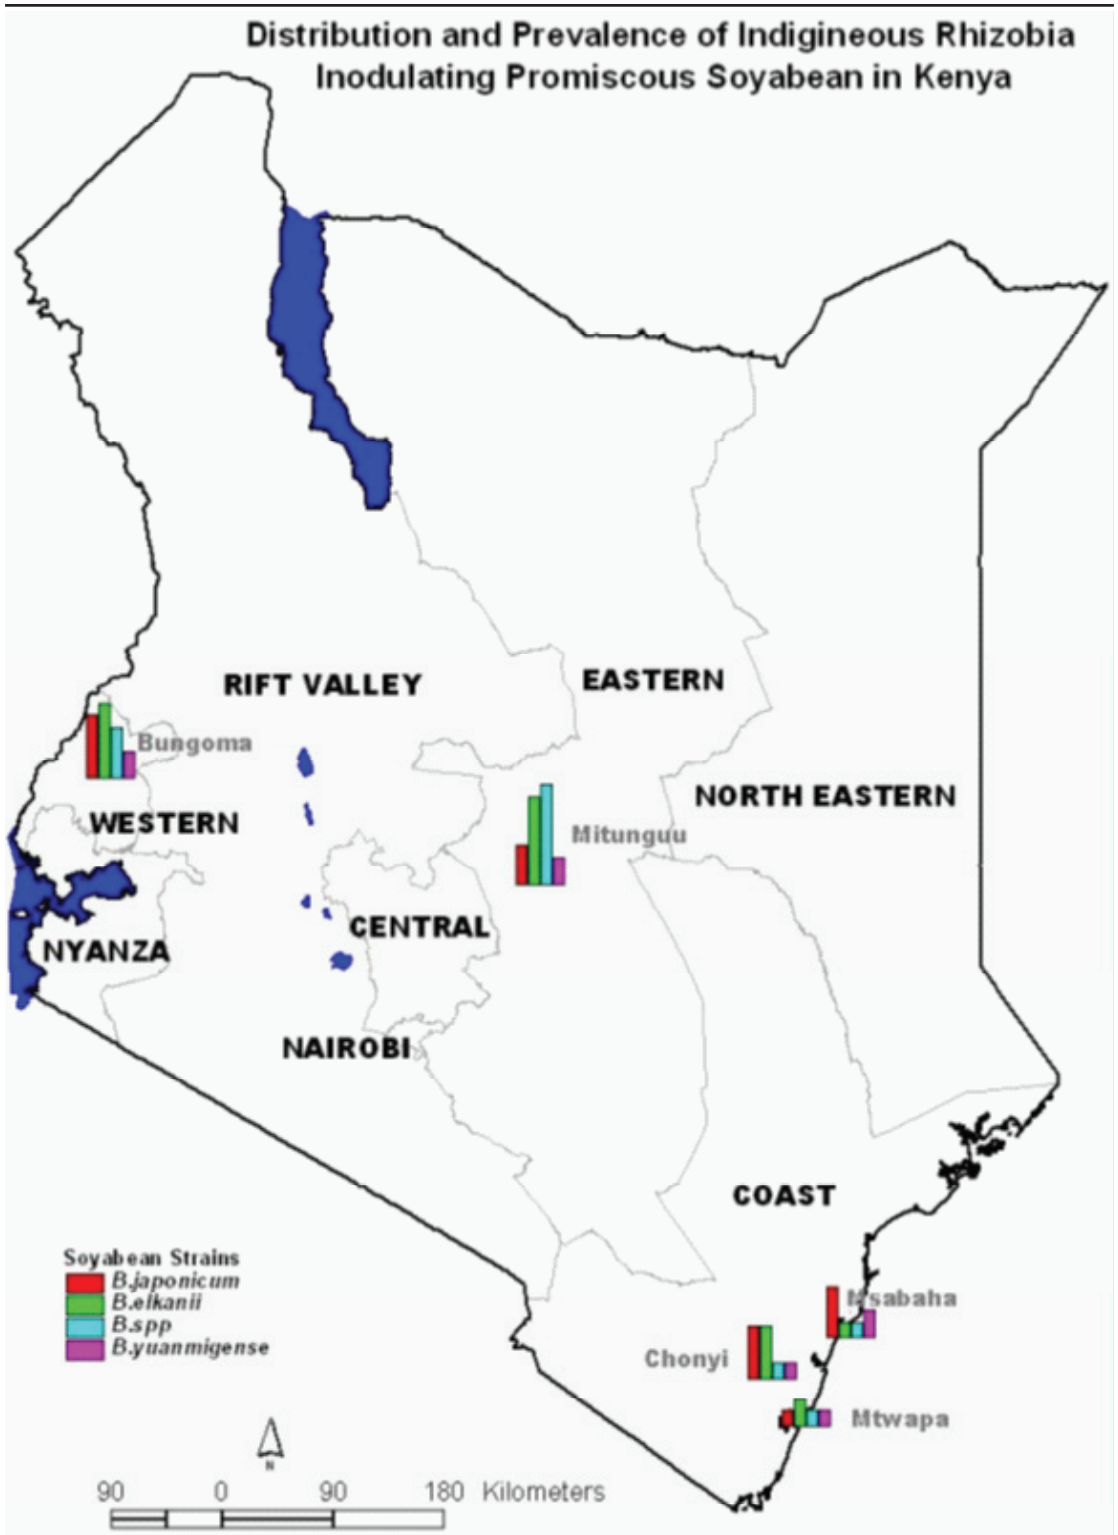 Distribution and Prevalence of Indigineous Rhizobia
Inodulating Promiscous Soyabean in Kenya
RIFT VALLEY
EASTERN
Bungoma
NORTH EASTERN
WESTERN
Mitunguu
CENTRAL
NYANZA
NAIROBI
COAST
Soyabean Strains
B.japonicum
B.elkanii
B.spp
B.yuanmigense
Msabaha
Chonyi
Mtwapa
N
90 0 90 180 Kilometers